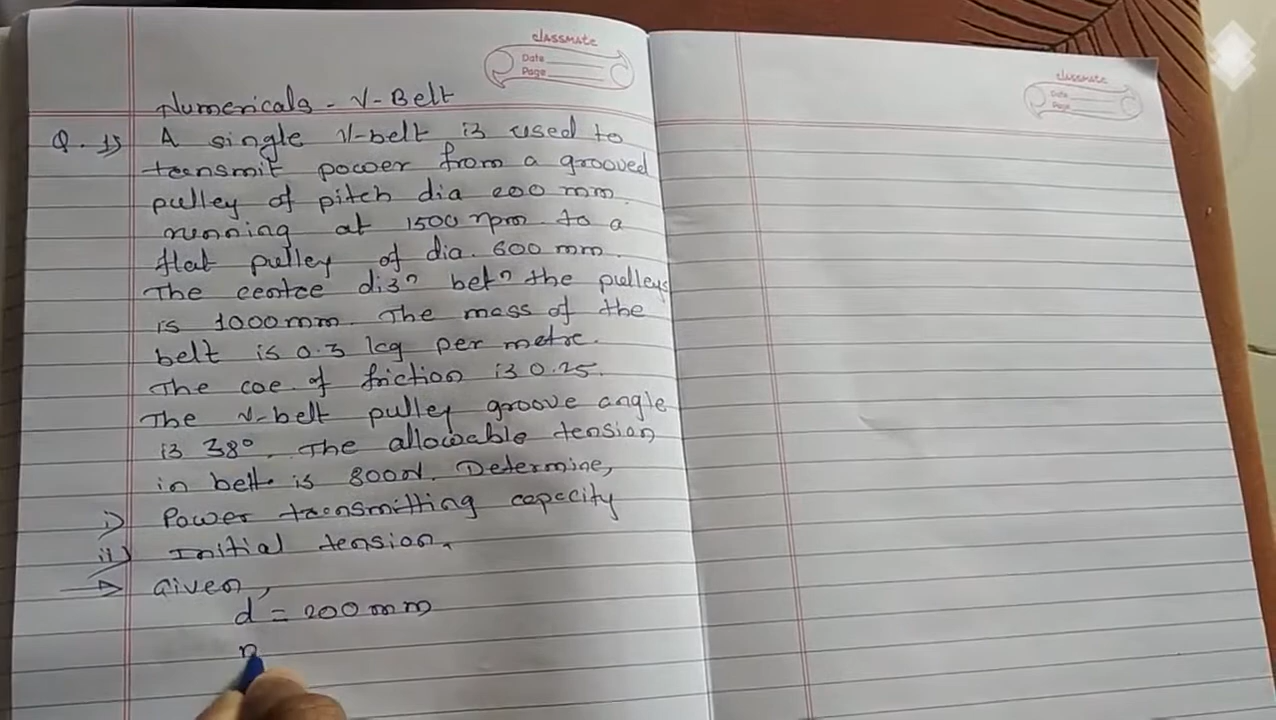 classmate
Date
Page
Numericals - V-Belt
Q. 1) A single V-belt is used to
transmit power from a grooved
pulley of pitch dia 200 mm
running at 1500 rpm to a
flat pulley of dia. 600 mm.
The centre disn betn the pulleys
is 1000mm. The mass of the
belt is 0.3 kg per metre.
The coe. of friction is 0.25.
The V-belt pulley groove angle
is 38°. The allowable tension
in belt is 800N. Determine,
i) Power transmitting capacity
ii) Initial tension.
→ Given,
d = 200 mm
n
classmate
Date
Page